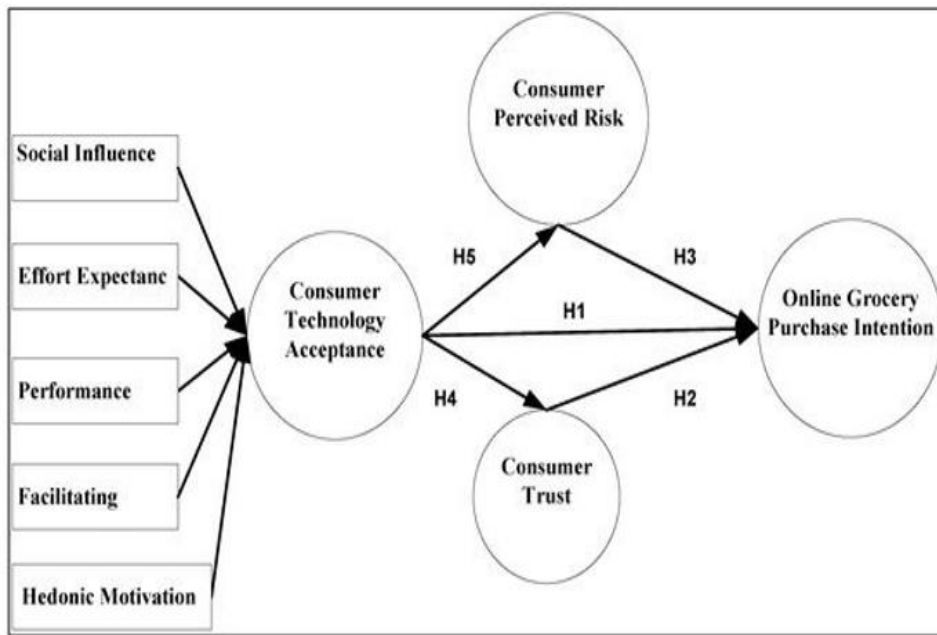 Social Influence
Effort Expectanc
Performance
Facilitating
Hedonic Motivation
Consumer
Technology
Acceptance
Consumer
Perceived Risk
Consumer
Trust
H5
H4
H1
H3
H2
Online Grocery
Purchase Intention